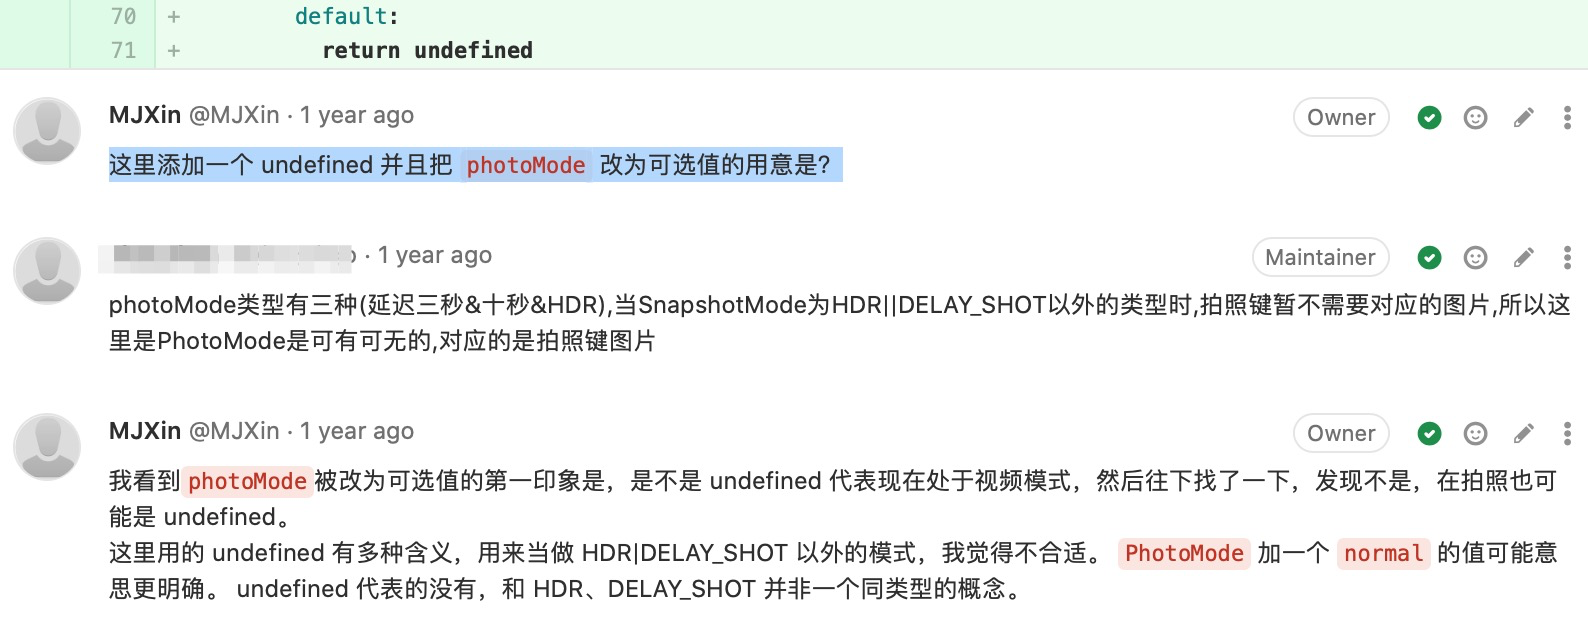 70 + default:
71 + return undefined
MJXin @MJXin · 1 year ago Owner
这里添加一个 undefined 并且把 photoMode 改为可选值的用意是？
· 1 year ago Maintainer
photoMode类型有三种(延迟三秒&十秒&HDR),当SnapshotMode为HDR||DELAY_SHOT以外的类型时,拍照键暂不需要对应的图片,所以这
里是PhotoMode是可有可无的,对应的是拍照键图片
MJXin @MJXin · 1 year ago Owner
我看到 photoMode 被改为可选值的第一印象是，是不是 undefined 代表现在处于视频模式，然后往下找了一下，发现不是，在拍照也可
能是 undefined。
这里用的 undefined 有多种含义，用来当做 HDR|DELAY_SHOT 以外的模式，我觉得不合适。 PhotoMode 加一个 normal 的值可能意
思更明确。 undefined 代表的没有，和 HDR、DELAY_SHOT 并非一个同类型的概念。